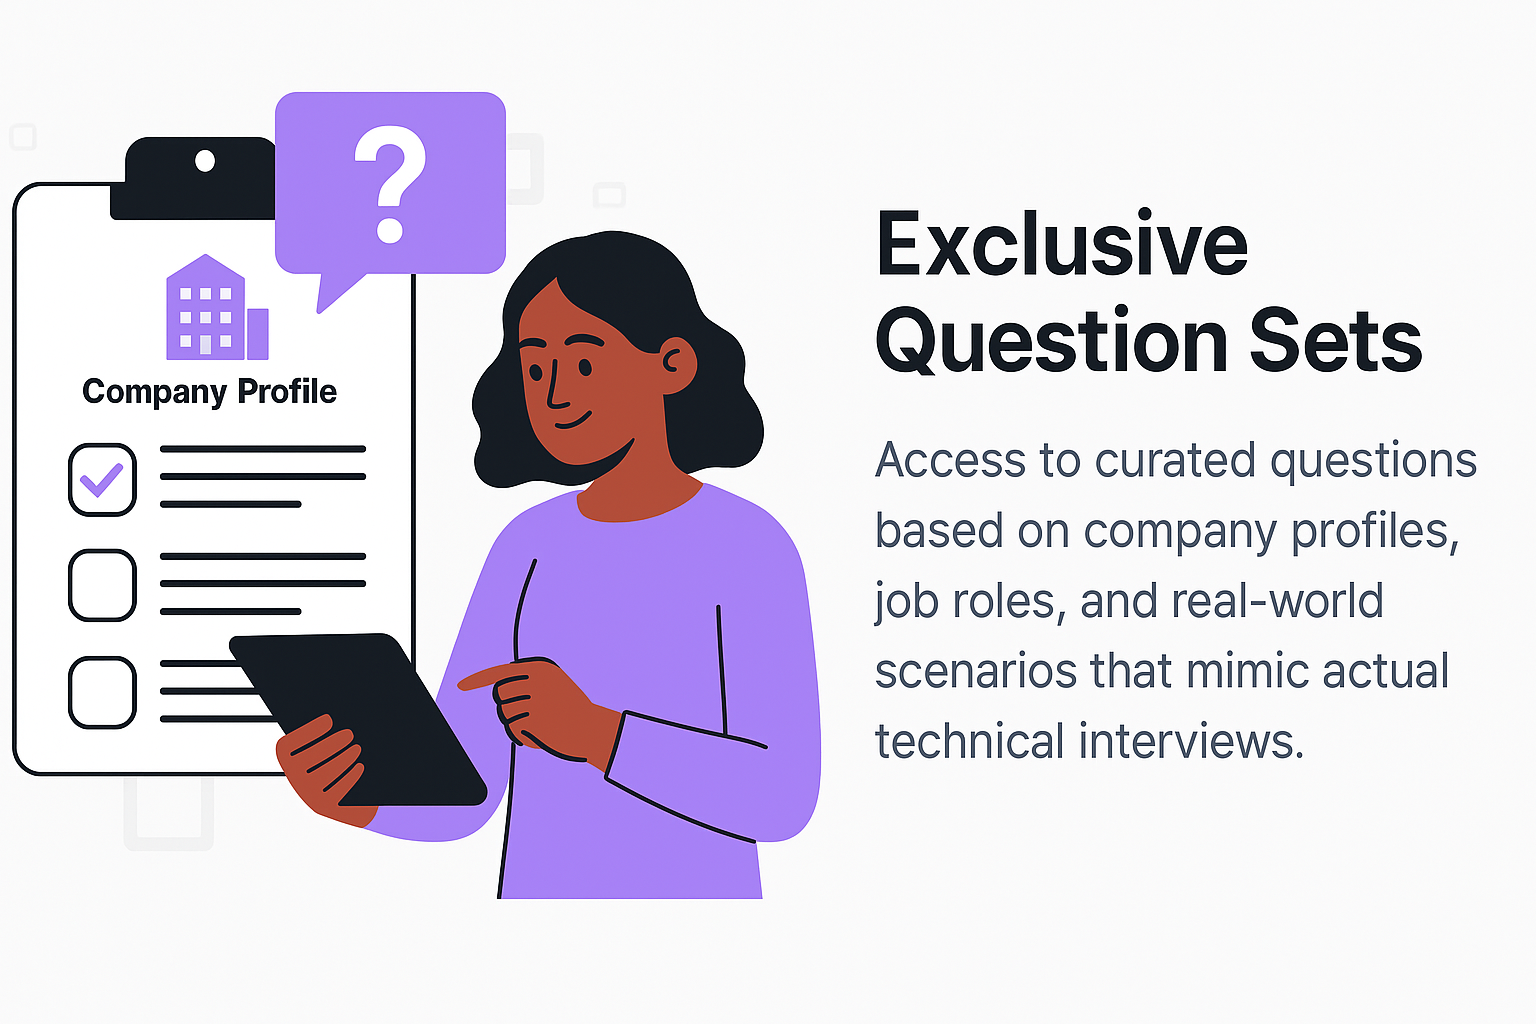 ?
Company Profile
Exclusive
Question Sets
Access to curated questions
based on company profiles,
job roles, and real-world
scenarios that mimic actual
technical interviews.